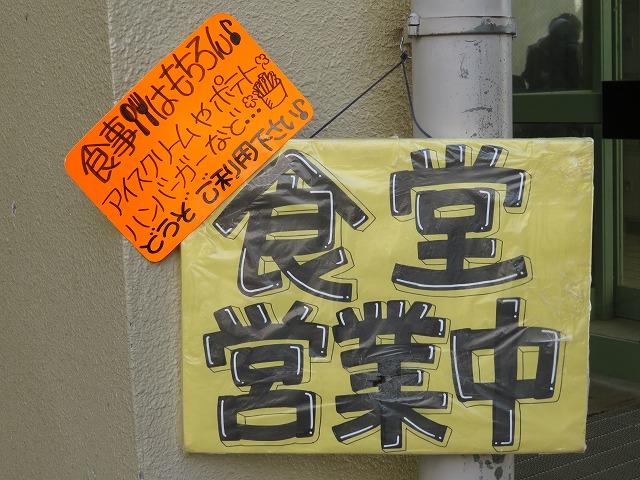 食事はもちろん♪
アイスクリームやポテト
ハンバーガーなど…
どうぞご利用下さい♪
食堂
営業中